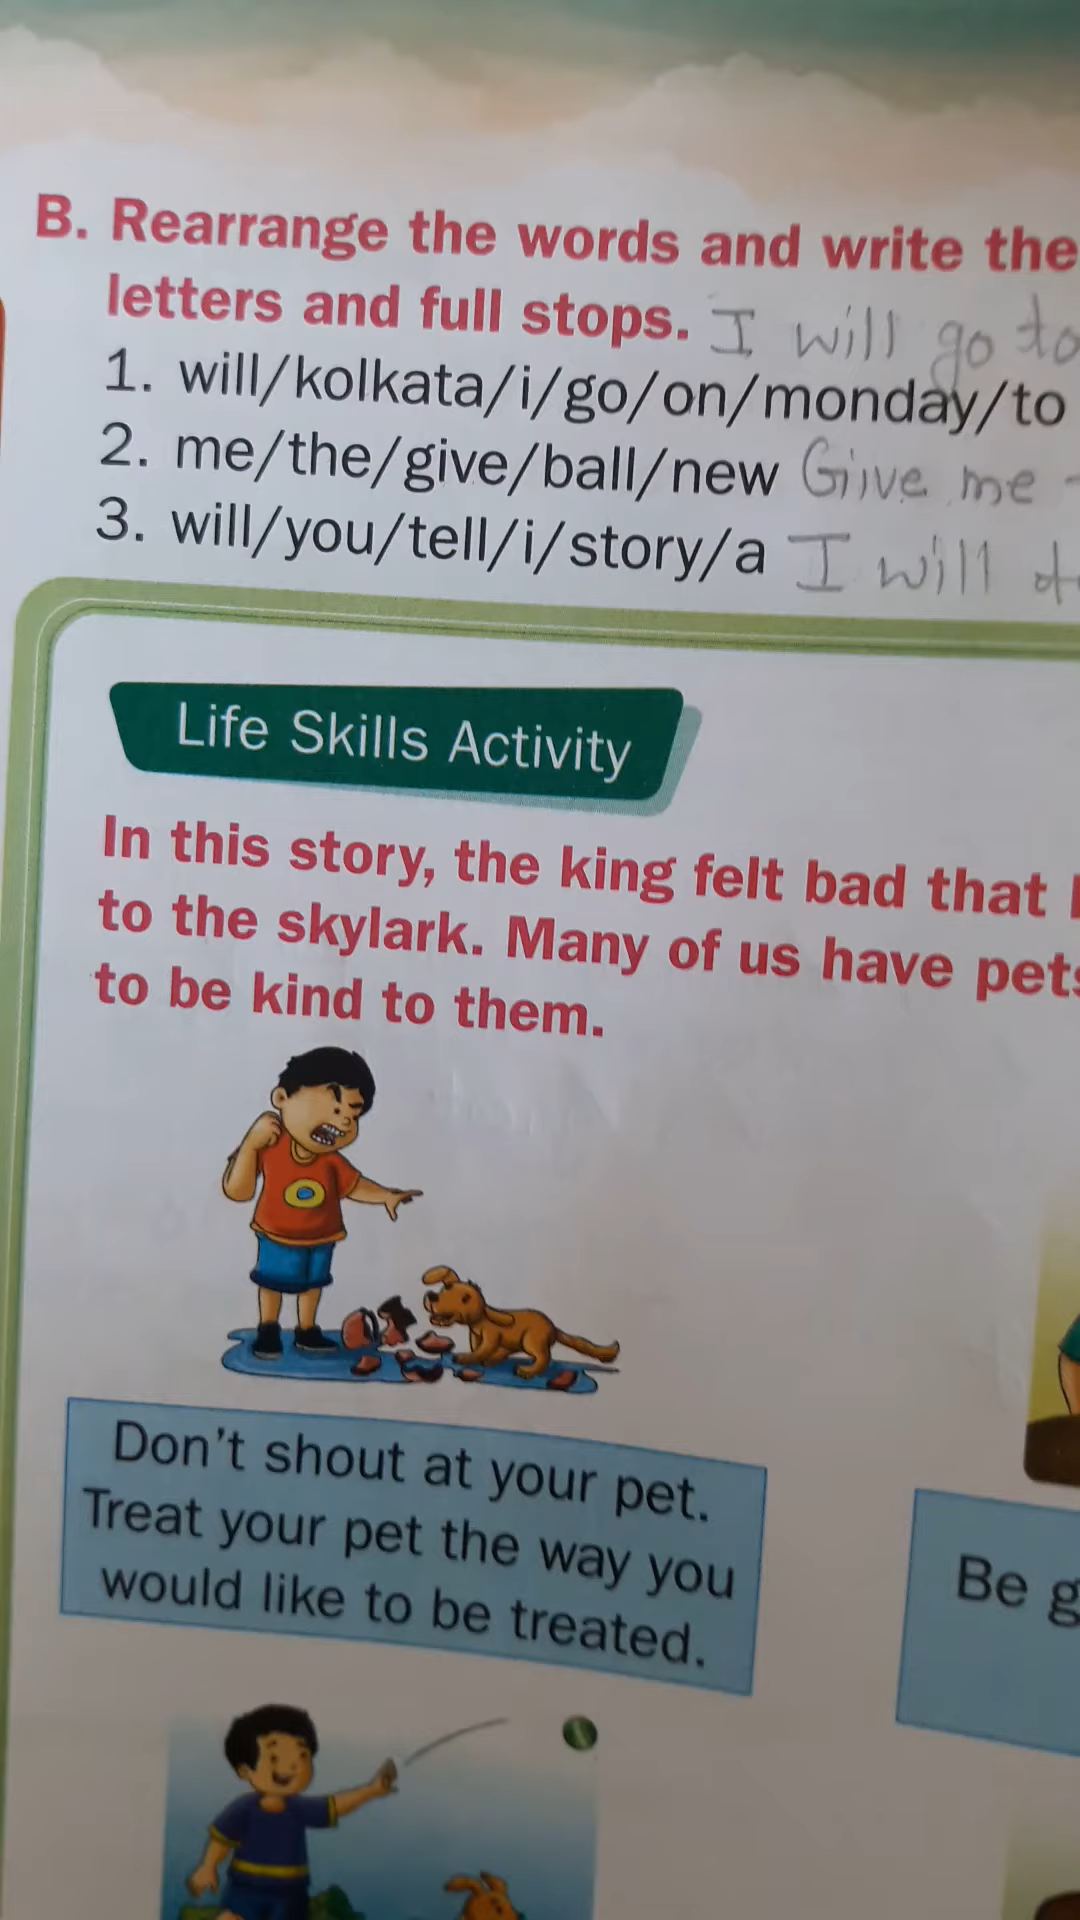 B. Rearrange the words and write the
letters and full stops. I will go to
1. will/kolkata/i/go/on/monday/to
2. me/the/give/ball/new Give me
3. will/you/tell/i/story/a I will
Life Skills Activity
In this story, the king felt bad that
to the skylark. Many of us have pets
to be kind to them.
Don't shout at your pet.
Treat your pet the way you
would like to be treated.
Be